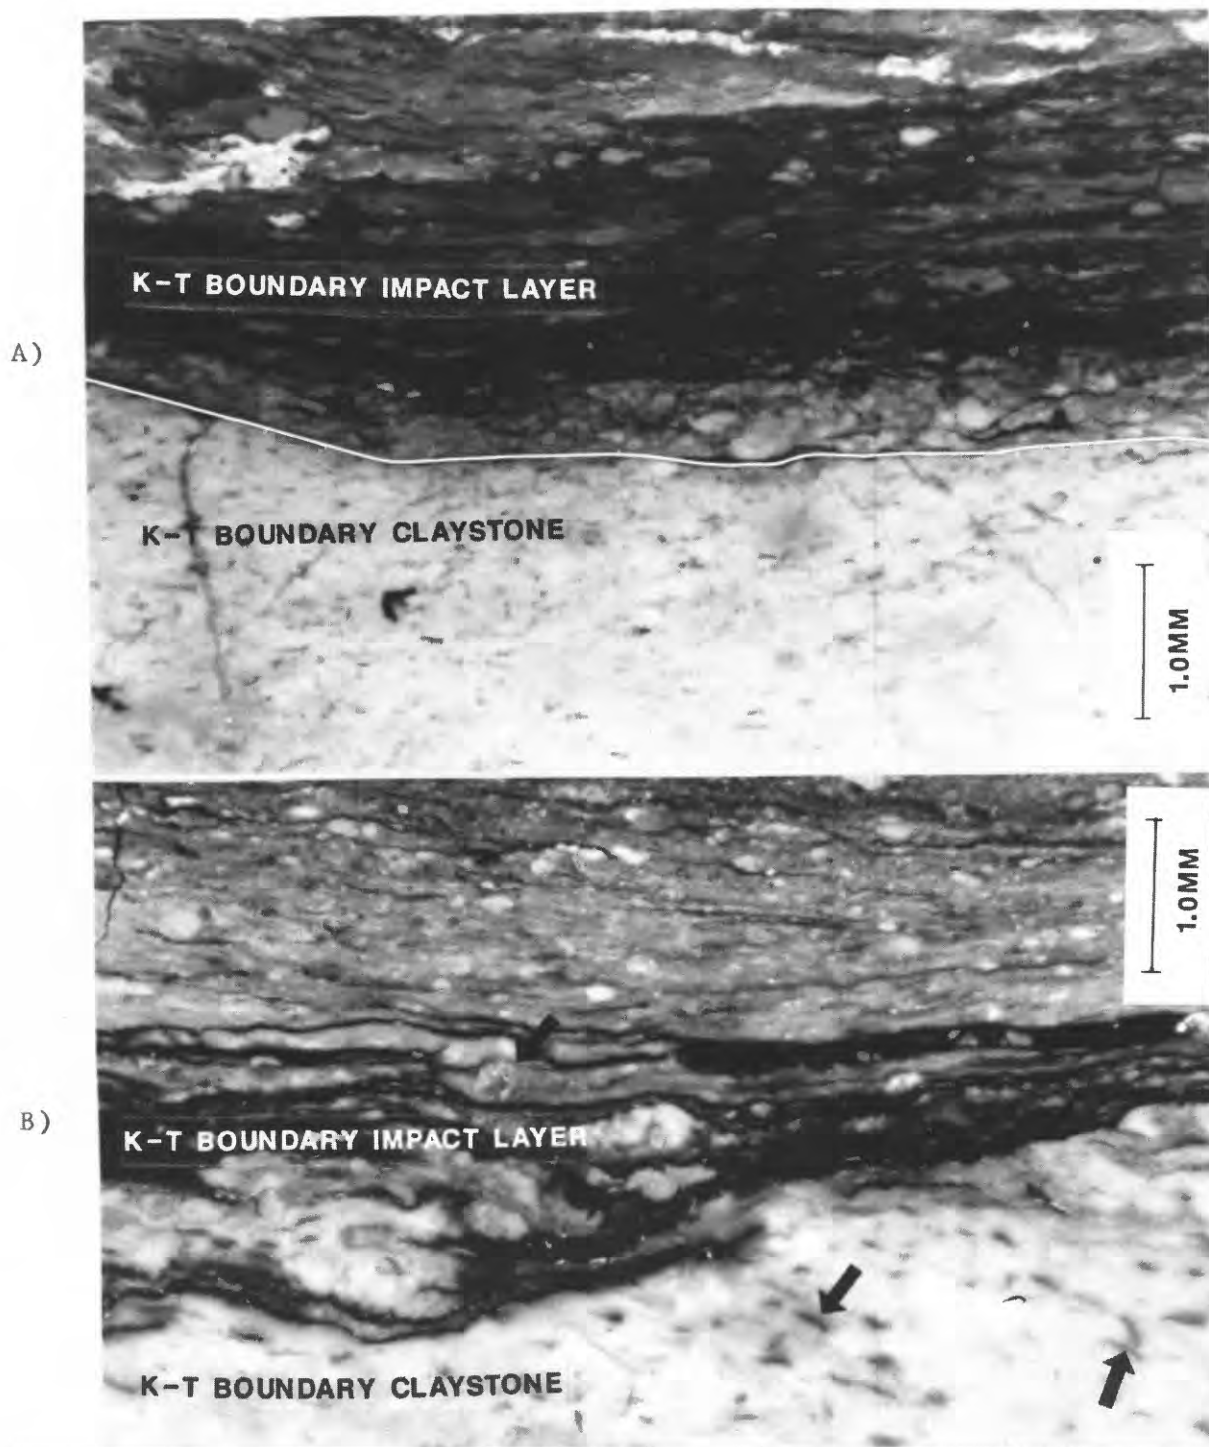 K-T BOUNDARY IMPACT LAYER
A)
K-T BOUNDARY CLAYSTONE
1.0MM
1.0MM
B)
K-T BOUNDARY IMPACT LAYER
K-T BOUNDARY CLAYSTONE